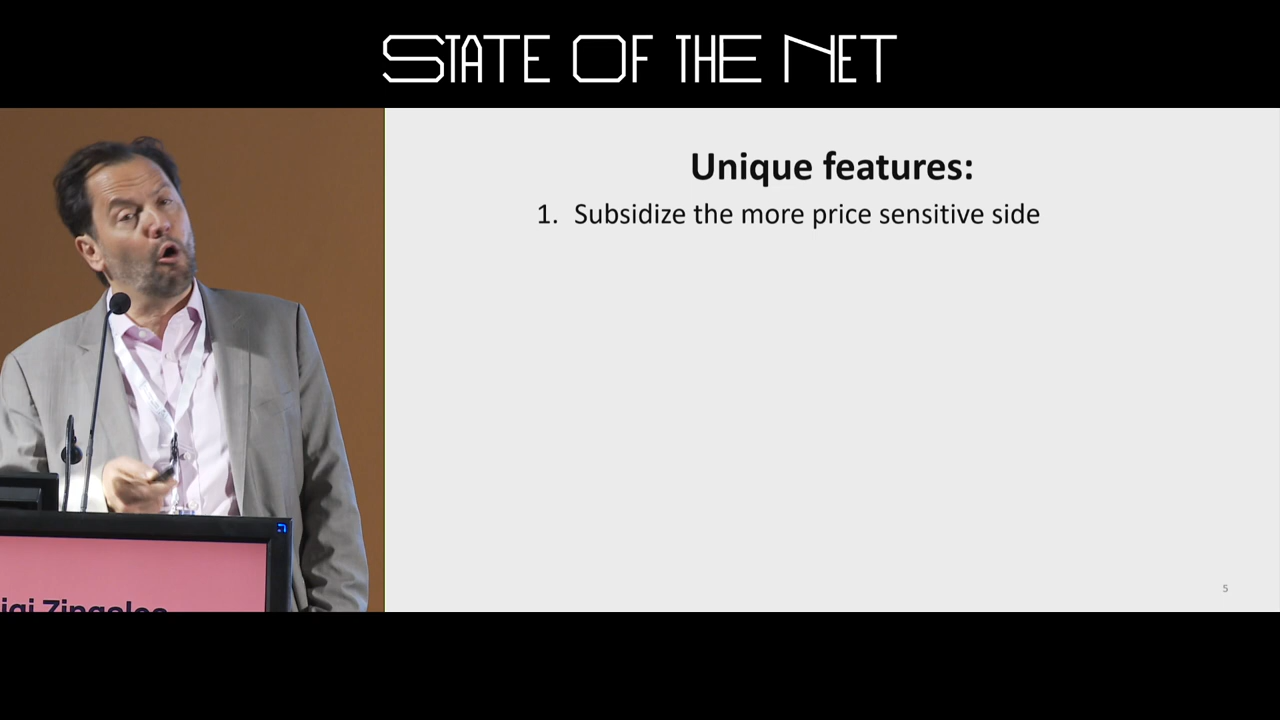 STATE OF THE NET
Unique features:
1. Subsidize the more price sensitive side
5